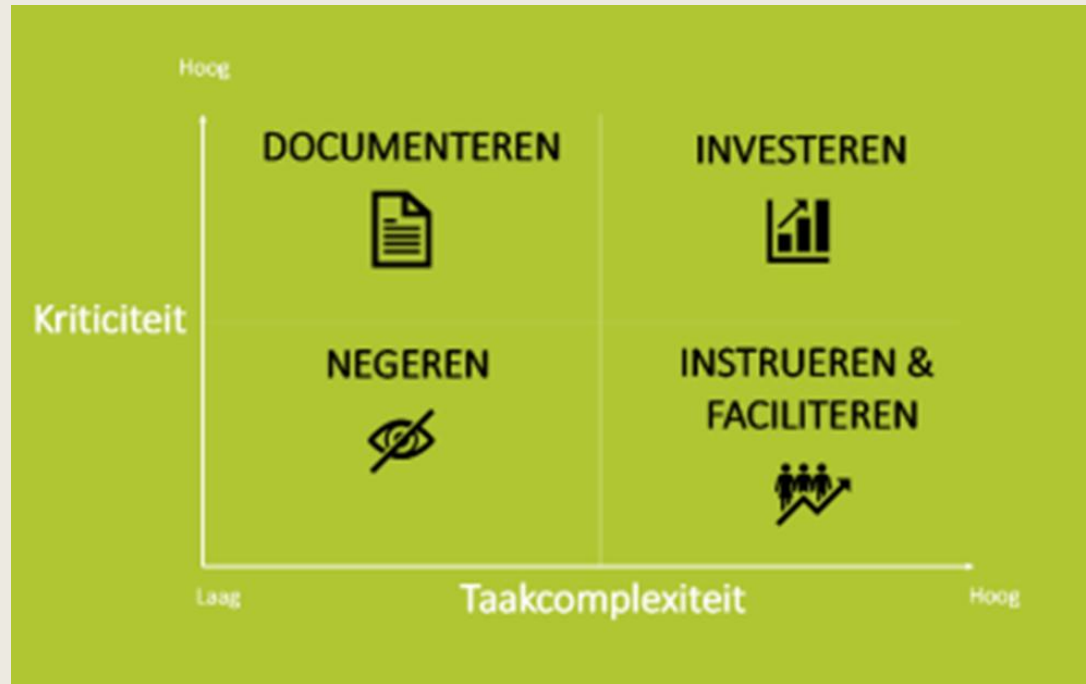 Hoog
DOCUMENTEREN
INVESTEREN
Kriticiteit
NEGEREN
INSTRUEREN &
FACILITEREN
Laag
Taakcomplexiteit
Hoog